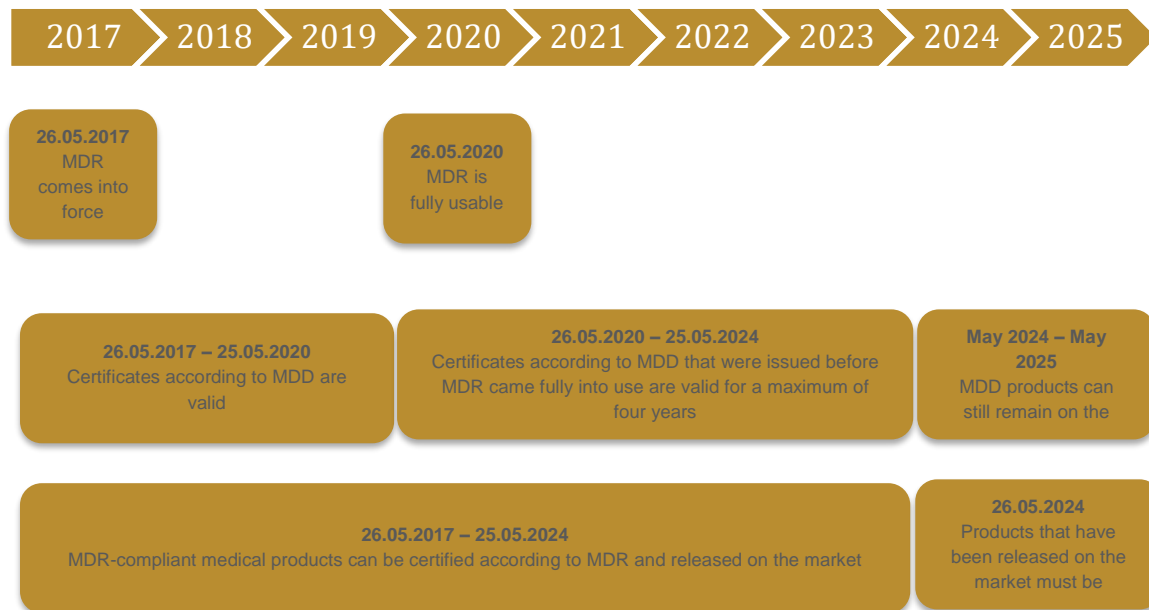 2017 2018 2019 2020 2021 2022 2023 2024 2025
26.05.2017
MDR
comes into
force
26.05.2020
MDR is
fully usable
26.05.2017 – 25.05.2020
Certificates according to MDD are
valid
26.05.2020 – 25.05.2024
Certificates according to MDD that were issued before
MDR came fully into use are valid for a maximum of
four years
May 2024 – May
2025
MDD products can
still remain on the
26.05.2017 – 25.05.2024
MDR-compliant medical products can be certified according to MDR and released on the market
26.05.2024
Products that have
been released on the
market must be